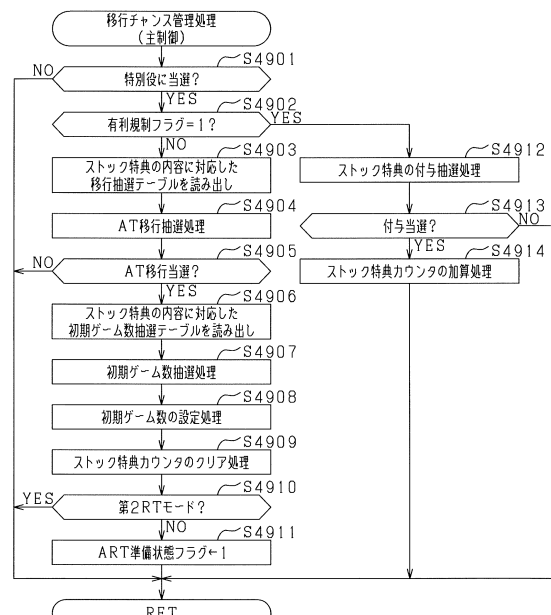 移行チャンス管理処理
(主制御)
S4901
NO
特別役に当選?
YES
S4902
有利規制フラグ=1?
YES
NO
S4903
ストック特典の内容に対応した
移行抽選テーブルを読み出し
S4912
ストック特典の付与抽選処理
S4904
AT移行抽選処理
S4913
付与当選?
NO
YES
S4905
NO
AT移行当選?
YES
S4914
ストック特典カウンタの加算処理
S4906
ストック特典の内容に対応した
初期ゲーム数抽選テーブルを読み出し
S4907
初期ゲーム数抽選処理
S4908
初期ゲーム数の設定処理
S4909
ストック特典カウンタのクリア処理
S4910
YES
第2RTモード?
NO
S4911
ART準備状態フラグ←1
RET